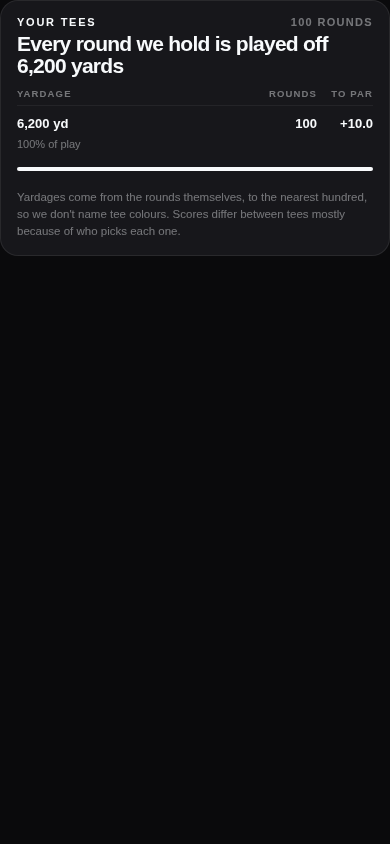 YOUR TEES 100 ROUNDS
Every round we hold is played off
6,200 yards
YARDAGE ROUNDS TO PAR
6,200 yd 100 +10.0
100% of play
Yardages come from the rounds themselves, to the nearest hundred,
so we don't name tee colours. Scores differ between tees mostly
because of who picks each one.